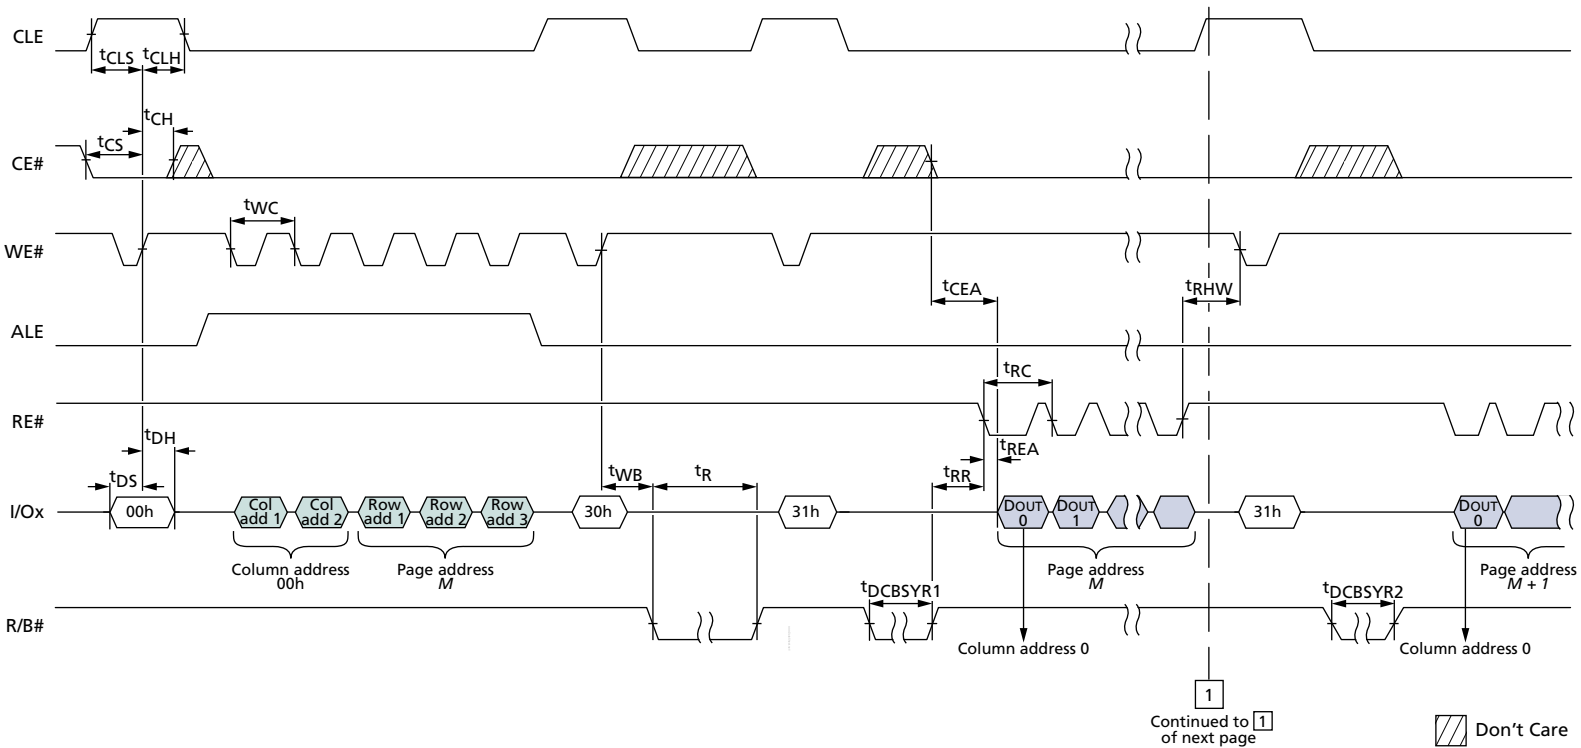 CLE
tCLS tCLH
tCH
tCS
CE#
tWC
WE#
tCEA
tRHW
ALE
tRC
RE#
tDH
tREA
tDS
tWB
tR
tRR
I/Ox
00h
Col add 1
Col add 2
Row add 1
Row add 2
Row add 3
30h
31h
DOUT 0
DOUT 1
31h
DOUT 0
Column address
00h
Page address
M
Page address
M
Page address
M + 1
tDCBSYR1
tDCBSYR2
R/B#
Column address 0
Column address 0
1
Continued to 1
of next page
Don't Care